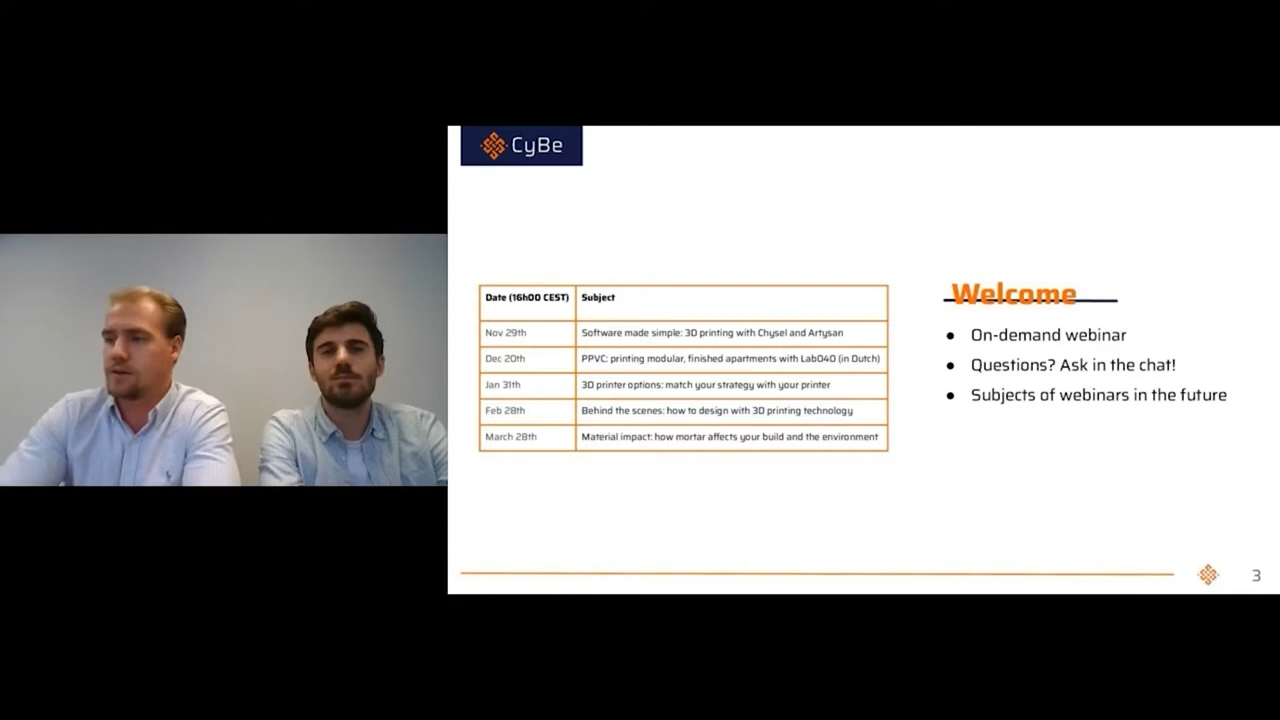 CyBe
Date (16h00 CEST) Subject
Nov 29th Software made simple: 3D printing with Chysel and Artysan
Dec 20th PPVC: printing modular, finished apartments with Lab040 (in Dutch)
Jan 31th 3D printer options: match your strategy with your printer
Feb 28th Behind the scenes: how to design with 3D printing technology
March 28th Material impact: how mortar affects your build and the environment
Welcome
● On-demand webinar
● Questions? Ask in the chat!
● Subjects of webinars in the future
3